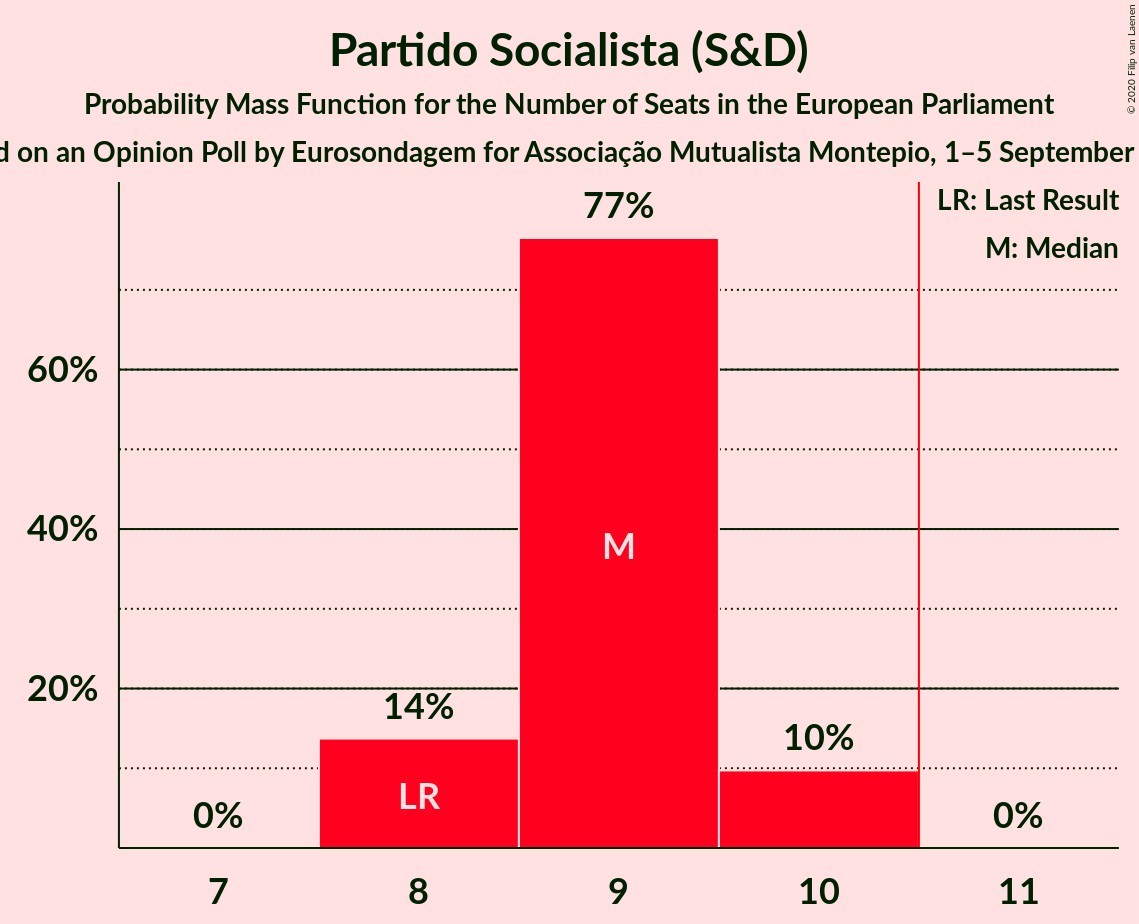 Partido Socialista (S&D)
Probability Mass Function for the Number of Seats in the European Parliament
on an Opinion Poll by Eurosondagem for Associação Mutualista Montepio, 1–5 September
© 2020 Filip van Laenen
LR: Last Result
M: Median
77%
60%
M
40%
20%
14%
10%
LR
0%
0%
7 8 9 10 11